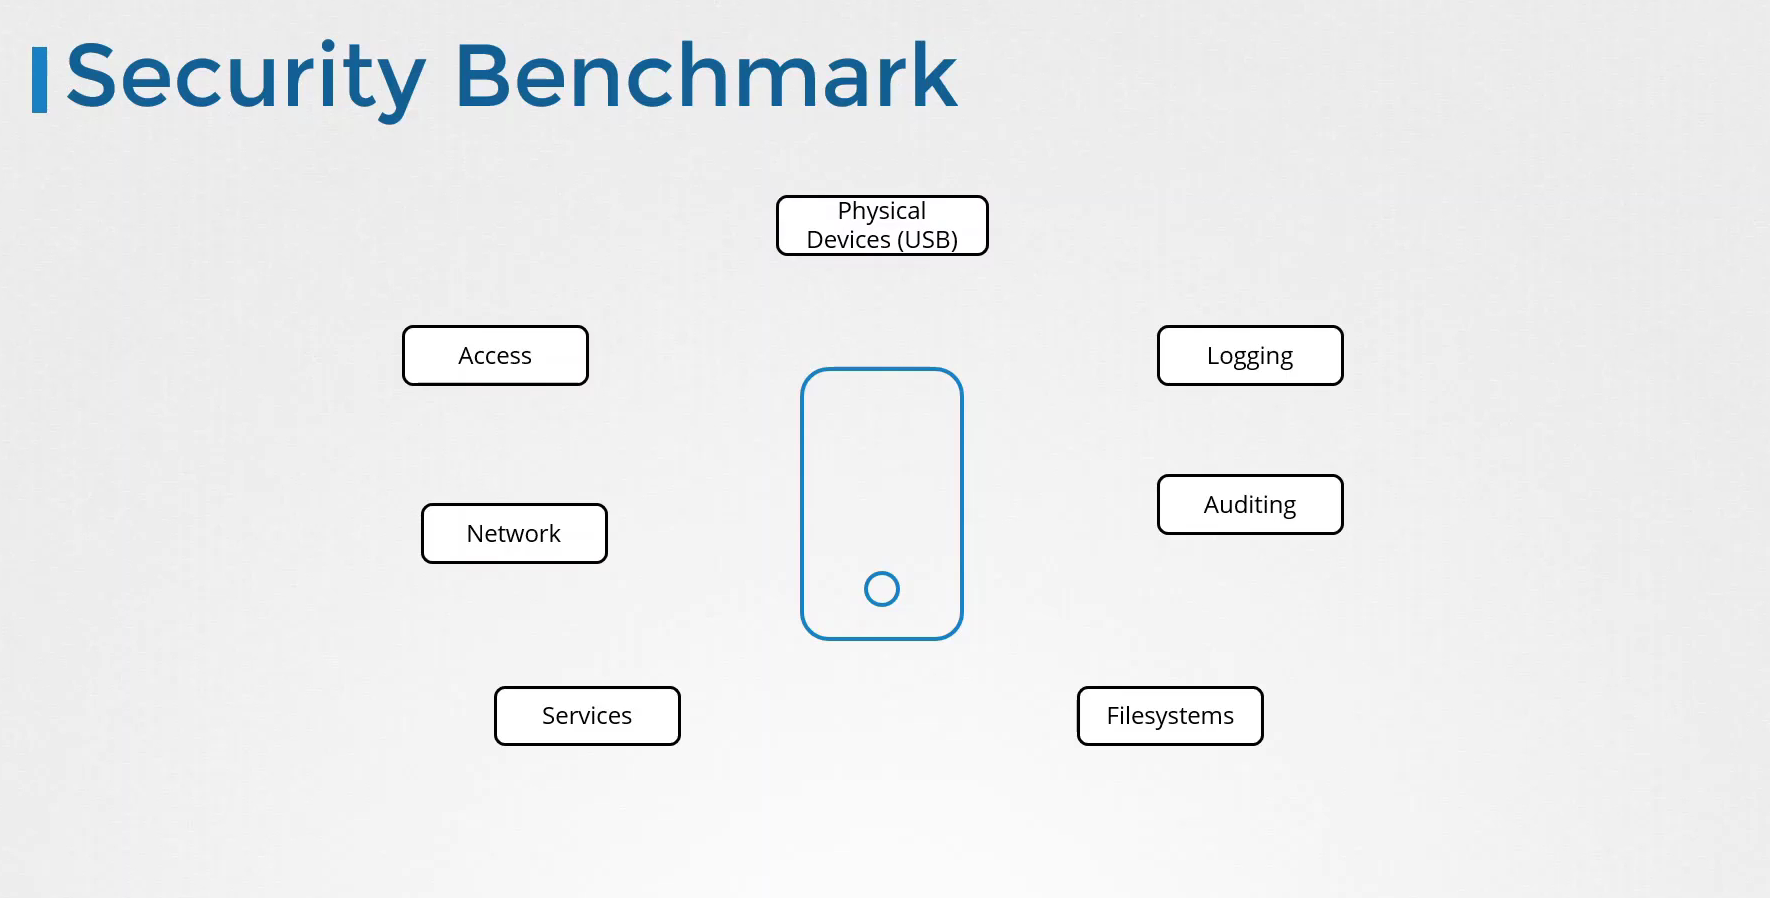 Security Benchmark
Physical
Devices (USB)
Access
Logging
Auditing
Network
Services
Filesystems